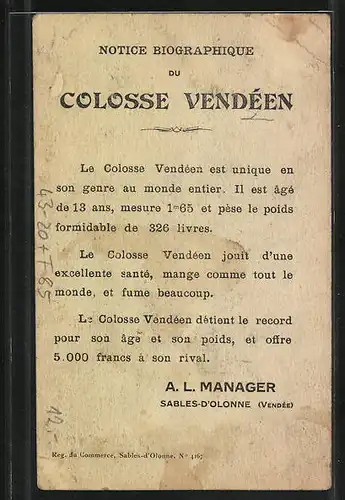 NOTICE BIOGRAPHIQUE
DU
COLOSSE VENDÉEN
Le Colosse Vendéen est unique en
son genre au monde entier. Il est âgé
de 13 ans, mesure 1m65 et pèse le poids
formidable de 326 livres.
Le Colosse Vendéen jouit d'une
excellente santé, mange comme tout le
monde, et fume beaucoup.
Le Colosse Vendéen détient le record
pour son âge et son poids, et offre
5.000 francs à son rival.
A. L. MANAGER
SABLES-D'OLONNE (VENDÉE)
Reg. du Commerce, Sables-d'Olonne, N° 4167
12.-